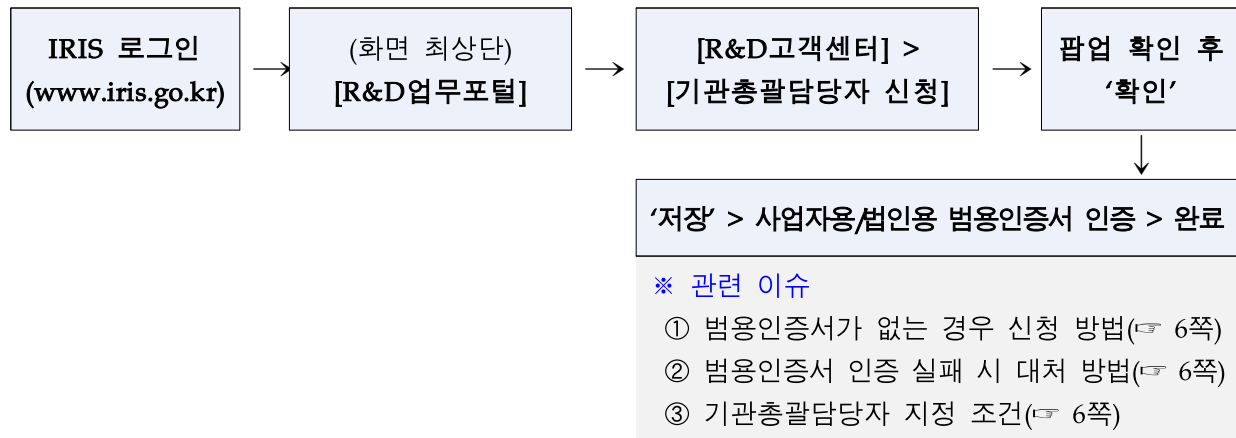 IRIS 로그인
(www.iris.go.kr)
→
(화면 최상단)
[R&D업무포털]
→
[R&D고객센터] >
[기관총괄담당자 신청]
→
팝업 확인 후
‘확인’
↓
‘저장’ > 사업자용/법인용 범용인증서 인증 > 완료
※ 관련 이슈
① 범용인증서가 없는 경우 신청 방법(☞ 6쪽)
② 범용인증서 인증 실패 시 대처 방법(☞ 6쪽)
③ 기관총괄담당자 지정 조건(☞ 6쪽)